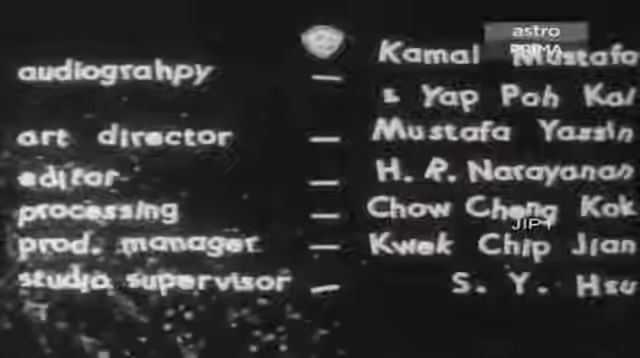 astro
PRIMA
audiograhpy — Kamal Mustafa
& Yap Pah Kai
art director — Mustafa Yassin
editor — H. R. Narayanan
processing — Chow Cheng Kok
JIP1
prod. manager — Kwek Chip Jian
studio supervisor — S. Y. Hsu